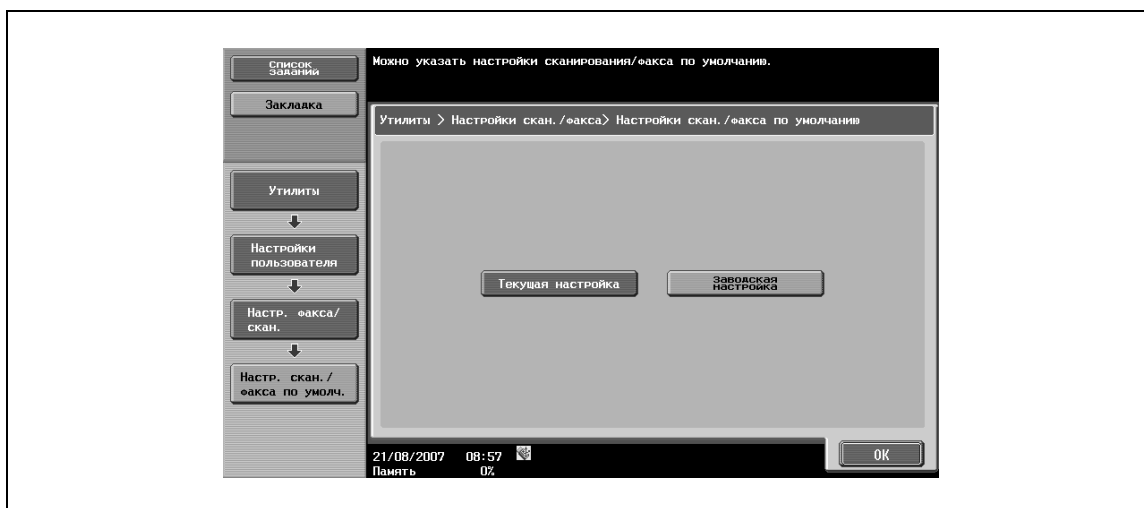 Список
заданий
Закладка
Можно указать настройки сканирования/факса по умолчанию.
Утилиты > Настройки скан./факса> Настройки скан./факса по умолчанию
Утилиты
Настройки
пользователя
Настр. факса/
скан.
Настр. скан./
факса по умолч.
Текущая настройка
Заводская
настройка
21/08/2007 08:57
Память 0%
OK